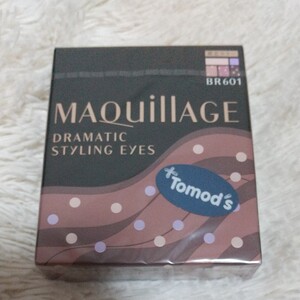 BR601
MAQuillAGE
DRAMATIC
STYLING EYES
Tomod's